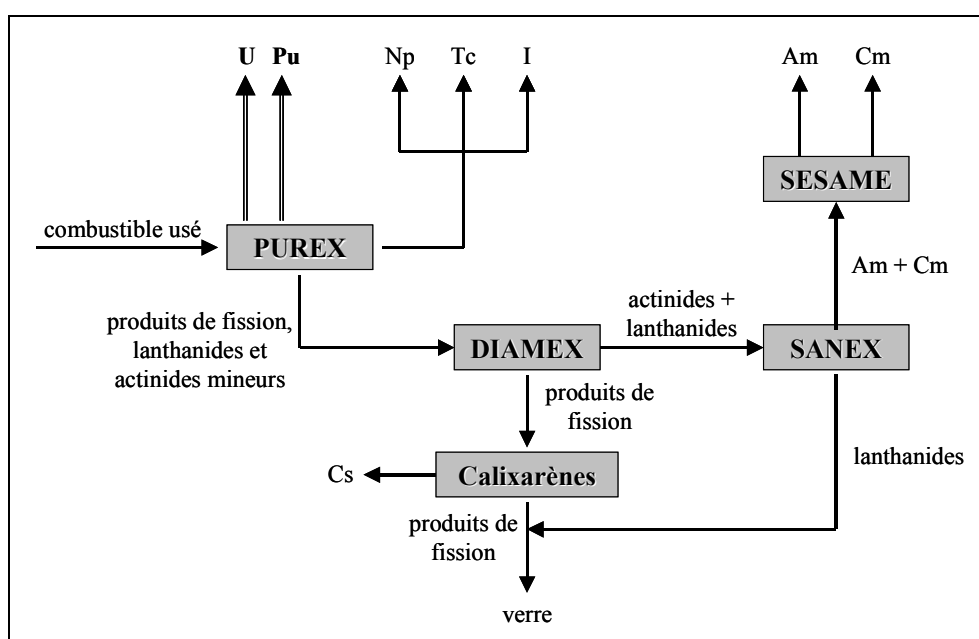 U Pu Np Tc I Am Cm
SESAME
combustible usé
PUREX
Am + Cm
produits de fission,
lanthanides et
actinides mineurs
actinides +
lanthanides
DIAMEX
SANEX
produits de
fission
lanthanides
Cs
Calixarènes
produits de
fission
verre